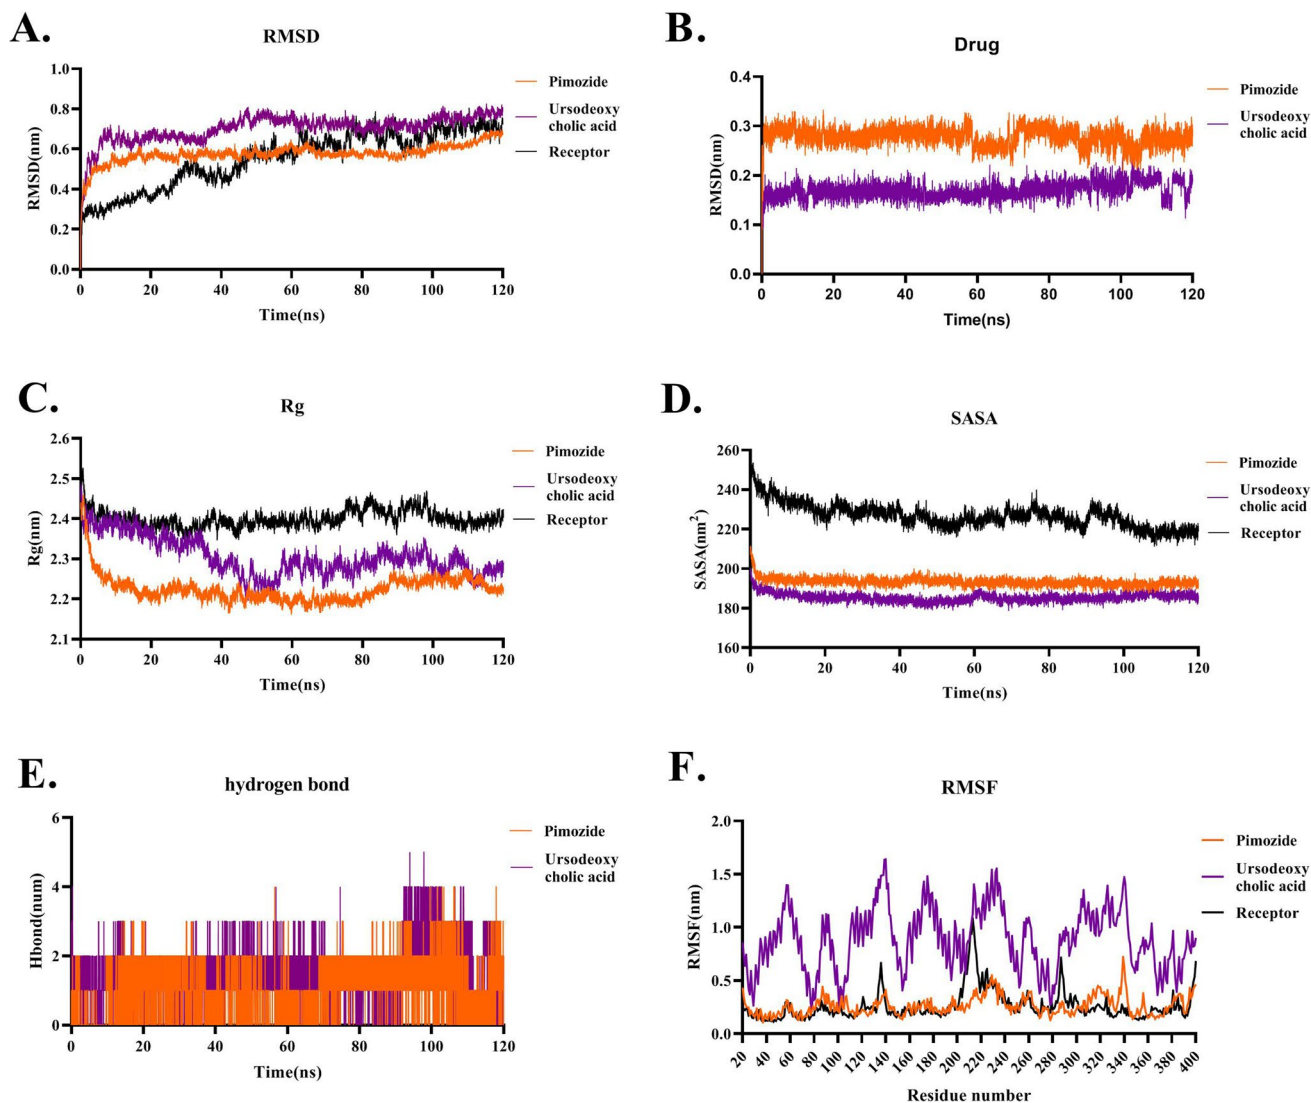 A.
RMSD
RMSD(nm)
1.0
0.8
0.6
0.4
0.2
0.0
0 20 40 60 80 100 120
Time(ns)
Pimozide
Ursodeoxy
cholic acid
Receptor
B.
Drug
RMSD(nm)
0.4
0.3
0.2
0.1
0.0
0 20 40 60 80 100 120
Time(ns)
Pimozide
Ursodeoxy
cholic acid
C.
Rg
Rg(nm)
2.6
2.5
2.4
2.3
2.2
2.1
0 20 40 60 80 100 120
Time(ns)
Pimozide
Ursodeoxy
cholic acid
Receptor
D.
SASA
SASA(nm²)
260
240
220
200
180
160
0 20 40 60 80 100 120
Time(ns)
Pimozide
Ursodeoxy
cholic acid
Receptor
E.
hydrogen bond
Hbond(num)
6
4
2
0
0 20 40 60 80 100 120
Time(ns)
Pimozide
Ursodeoxy
cholic acid
F.
RMSF
RMSF(nm)
2.0
1.5
1.0
0.5
0.0
20 40 60 80 100 120 140 160 180 200 220 240 260 280 300 320 340 360 380 400
Residue number
Pimozide
Ursodeoxy
cholic acid
Receptor